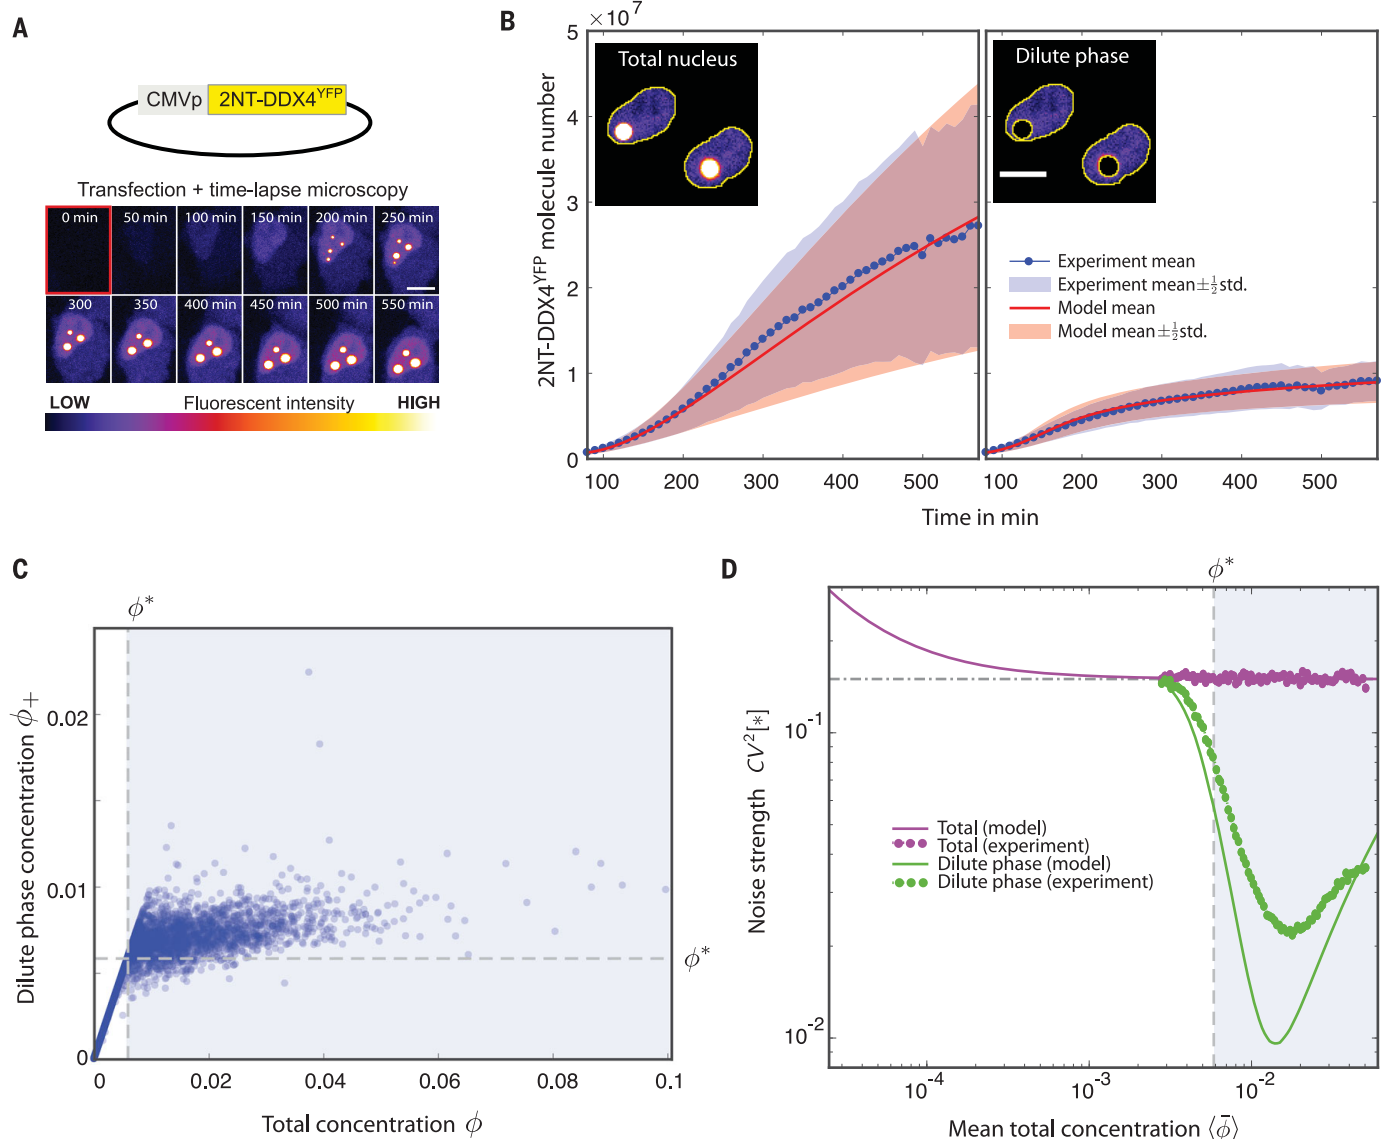 A
CMVp 2NT-DDX4YFP
Transfection + time-lapse microscopy
0 min 50 min 100 min 150 min 200 min 250 min
300 350 400 min 450 min 500 min 550 min
LOW Fluorescent intensity HIGH
B
×10⁷
5
4
3
2
1
0
2NT-DDX4YFP molecule number
Total nucleus
Dilute phase
Experiment mean
Experiment mean±½std.
Model mean
Model mean±½std.
100 200 300 400 500
100 200 300 400 500
Time in min
C
ϕ*
0.02
0.01
0
Dilute phase concentration ϕ+
ϕ*
0 0.02 0.04 0.06 0.08 0.1
Total concentration ϕ
D
ϕ*
10⁻¹
10⁻²
Noise strength CV²[*]
Total (model)
Total (experiment)
Dilute phase (model)
Dilute phase (experiment)
10⁻⁴ 10⁻³ 10⁻²
Mean total concentration ⟨ϕ̄⟩